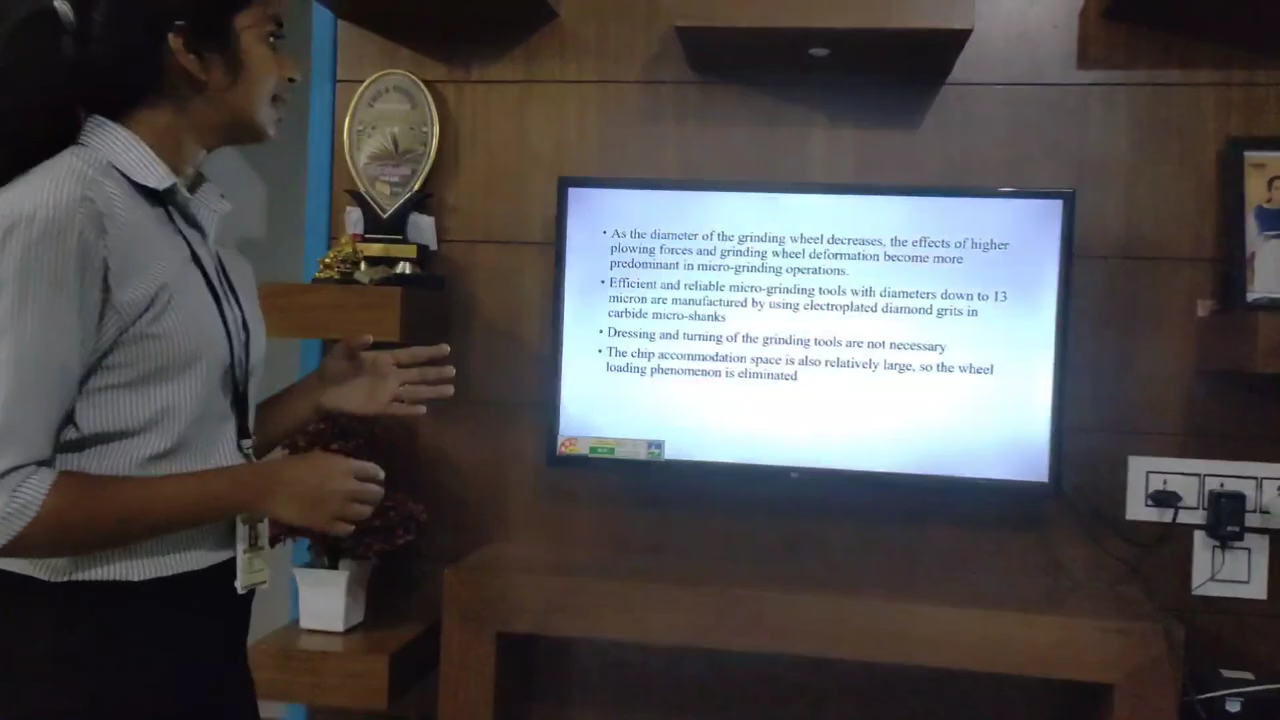 • As the diameter of the grinding wheel decreases, the effects of higher
plowing forces and grinding wheel deformation become more
predominant in micro-grinding operations.
• Efficient and reliable micro-grinding tools with diameters down to 13
micron are manufactured by using electroplated diamond grits in
carbide micro-shanks
• Dressing and turning of the grinding tools are not necessary
• The chip accommodation space is also relatively large, so the wheel
loading phenomenon is eliminated